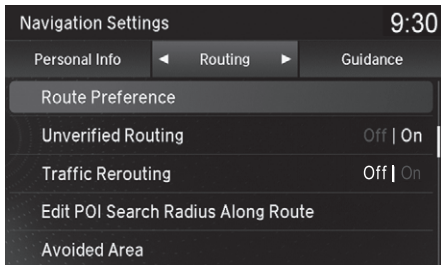 Navigation Settings 9:30
Personal Info ◄ Routing ► Guidance
Route Preference
Unverified Routing Off | On
Traffic Rerouting Off | On
Edit POI Search Radius Along Route
Avoided Area